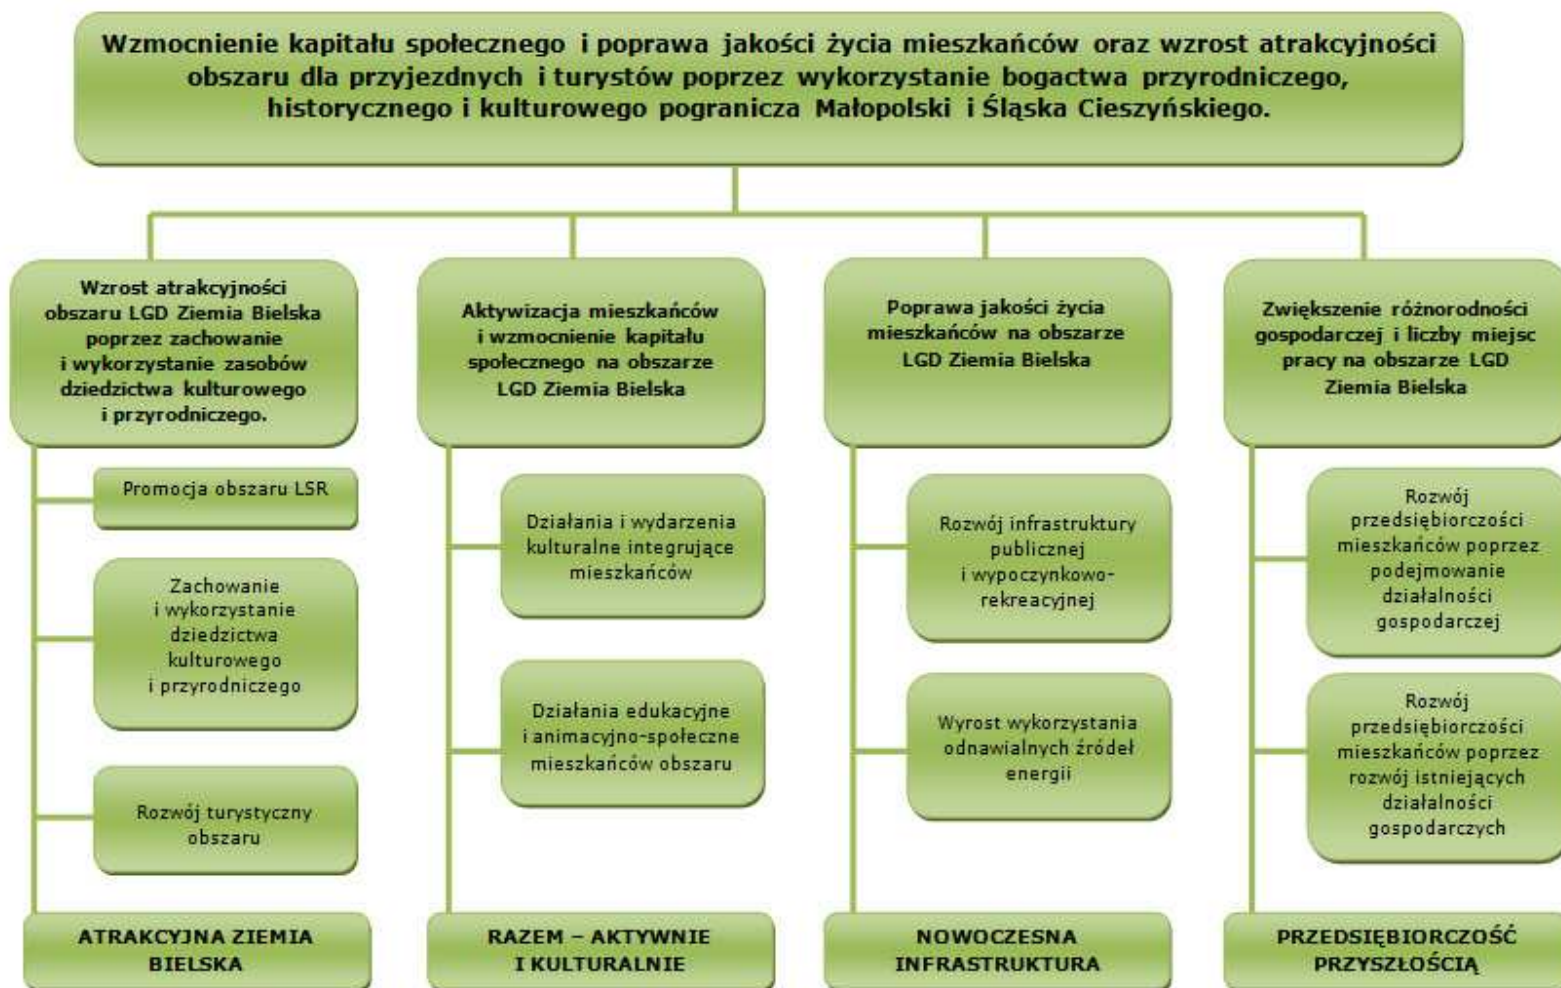 Wzmocnienie kapitału społecznego i poprawa jakości życia mieszkańców oraz wzrost atrakcyjności
obszaru dla przyjezdnych i turystów poprzez wykorzystanie bogactwa przyrodniczego,
historycznego i kulturowego pogranicza Małopolski i Śląska Cieszyńskiego.
Wzrost atrakcyjności
obszaru LGD Ziemia Bielska
poprzez zachowanie
i wykorzystanie zasobów
dziedzictwa kulturowego
i przyrodniczego.
Promocja obszaru LSR
Zachowanie
i wykorzystanie
dziedzictwa
kulturowego
i przyrodniczego
Rozwój turystyczny
obszaru
ATRAKCYJNA ZIEMIA
BIELSKA
Aktywizacja mieszkańców
i wzmocnienie kapitału
społecznego na obszarze
LGD Ziemia Bielska
Działania i wydarzenia
kulturalne integrujące
mieszkańców
Działania edukacyjne
i animacyjno-społeczne
mieszkańców obszaru
RAZEM – AKTYWNIE
I KULTURALNIE
Poprawa jakości życia
mieszkańców na obszarze
LGD Ziemia Bielska
Rozwój infrastruktury
publicznej
i wypoczynkowo-
rekreacyjnej
Wyrost wykorzystania
odnawialnych źródeł
energii
NOWOCZESNA
INFRASTRUKTURA
Zwiększenie różnorodności
gospodarczej i liczby miejsc
pracy na obszarze LGD
Ziemia Bielska
Rozwój
przedsiębiorczości
mieszkańców poprzez
podejmowanie
działalności
gospodarczej
Rozwój
przedsiębiorczości
mieszkańców poprzez
rozwój istniejących
działalności
gospodarczych
PRZEDSIĘBIORCZOŚĆ
PRZYSZŁOŚCIĄ